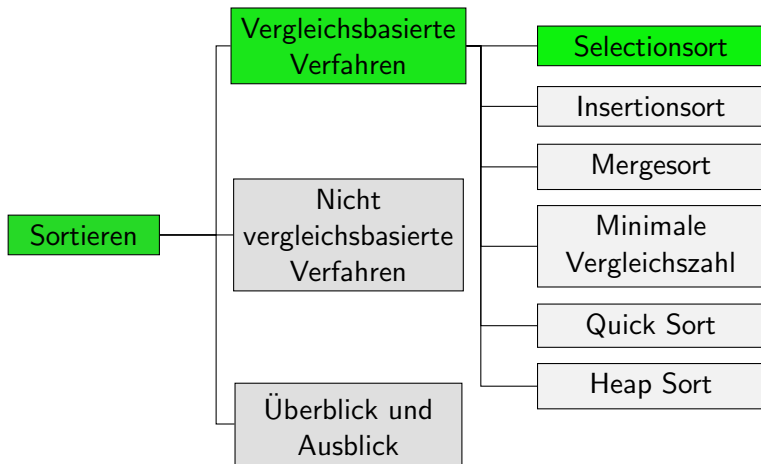 Sortieren
Vergleichsbasierte
Verfahren
Selectionsort
Insertionsort
Mergesort
Minimale
Vergleichszahl
Quick Sort
Heap Sort
Nicht
vergleichsbasierte
Verfahren
Überblick und
Ausblick